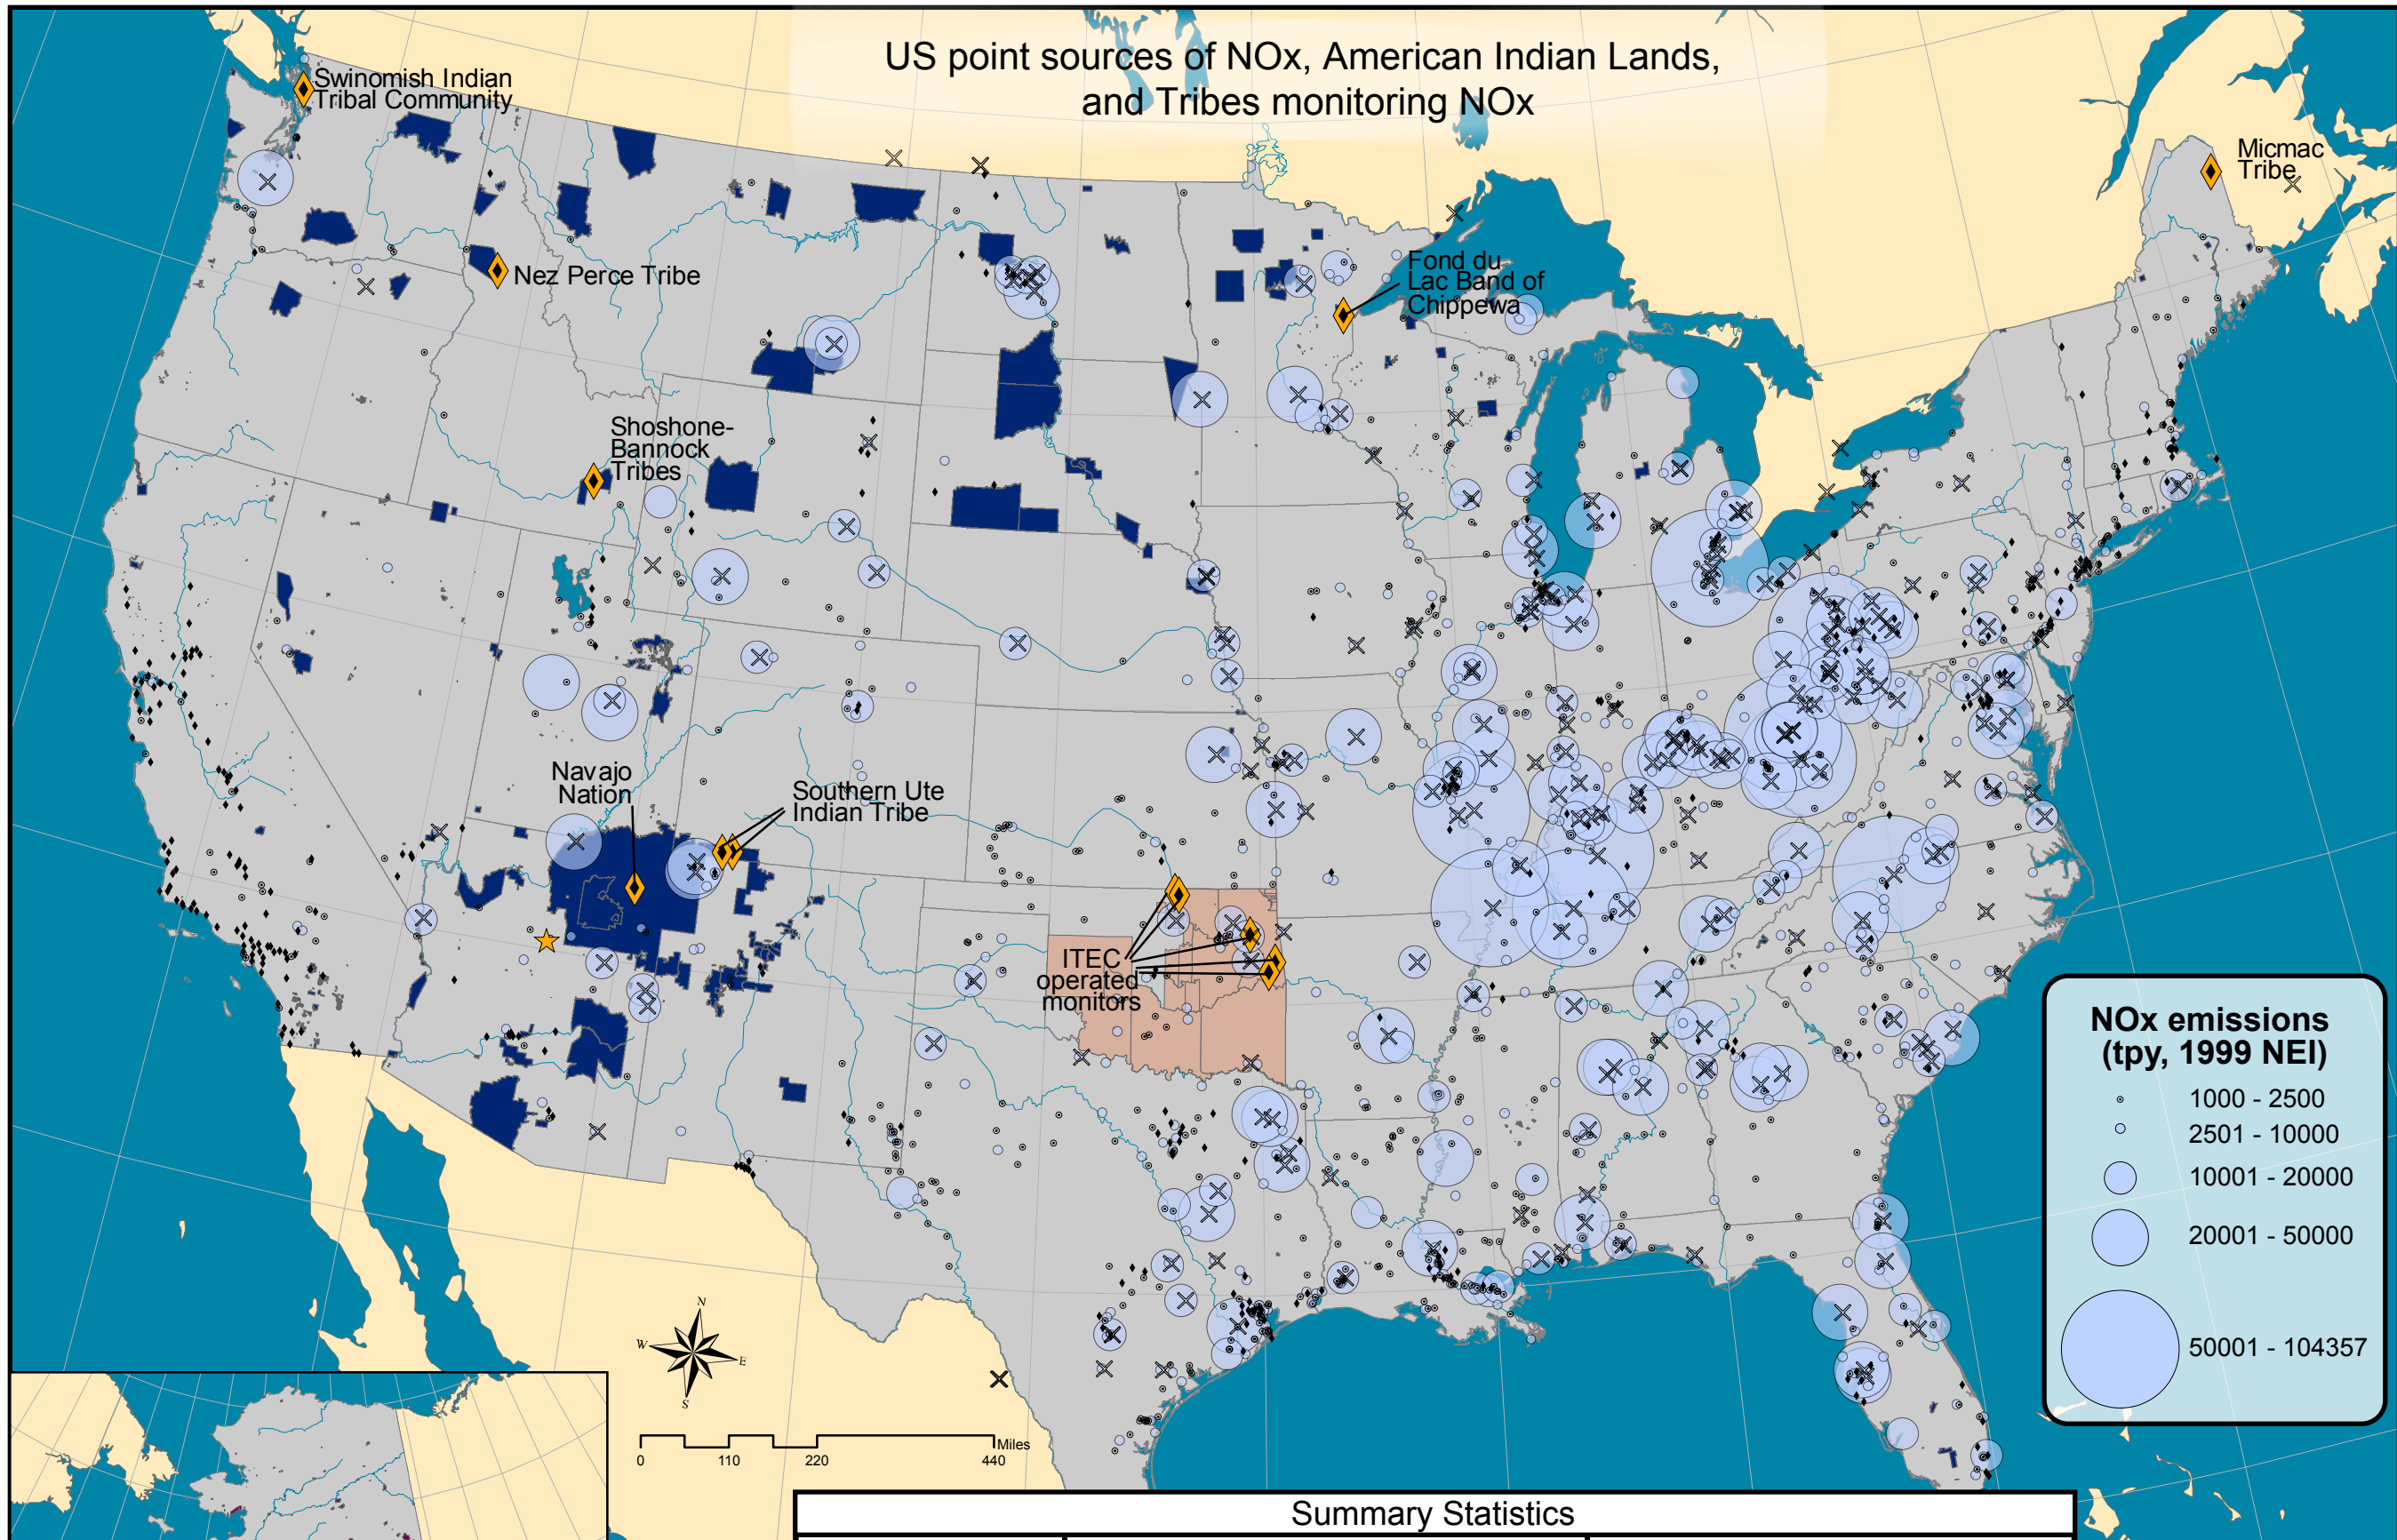 US point sources of NOx, American Indian Lands,
and Tribes monitoring NOx
Swinomish Indian
Tribal Community
Micmac
Tribe
Nez Perce Tribe
Fond du
Lac Band of
Chippewa
Shoshone-
Bannock
Tribes
Navajo
Nation
Southern Ute
Indian Tribe
ITEC
operated
monitors
NOx emissions
(tpy, 1999 NEI)
1000 - 2500
2501 - 10000
10001 - 20000
20001 - 50000
50001 - 104357
N
W
E
S
Miles
0 110 220 440
Summary Statistics